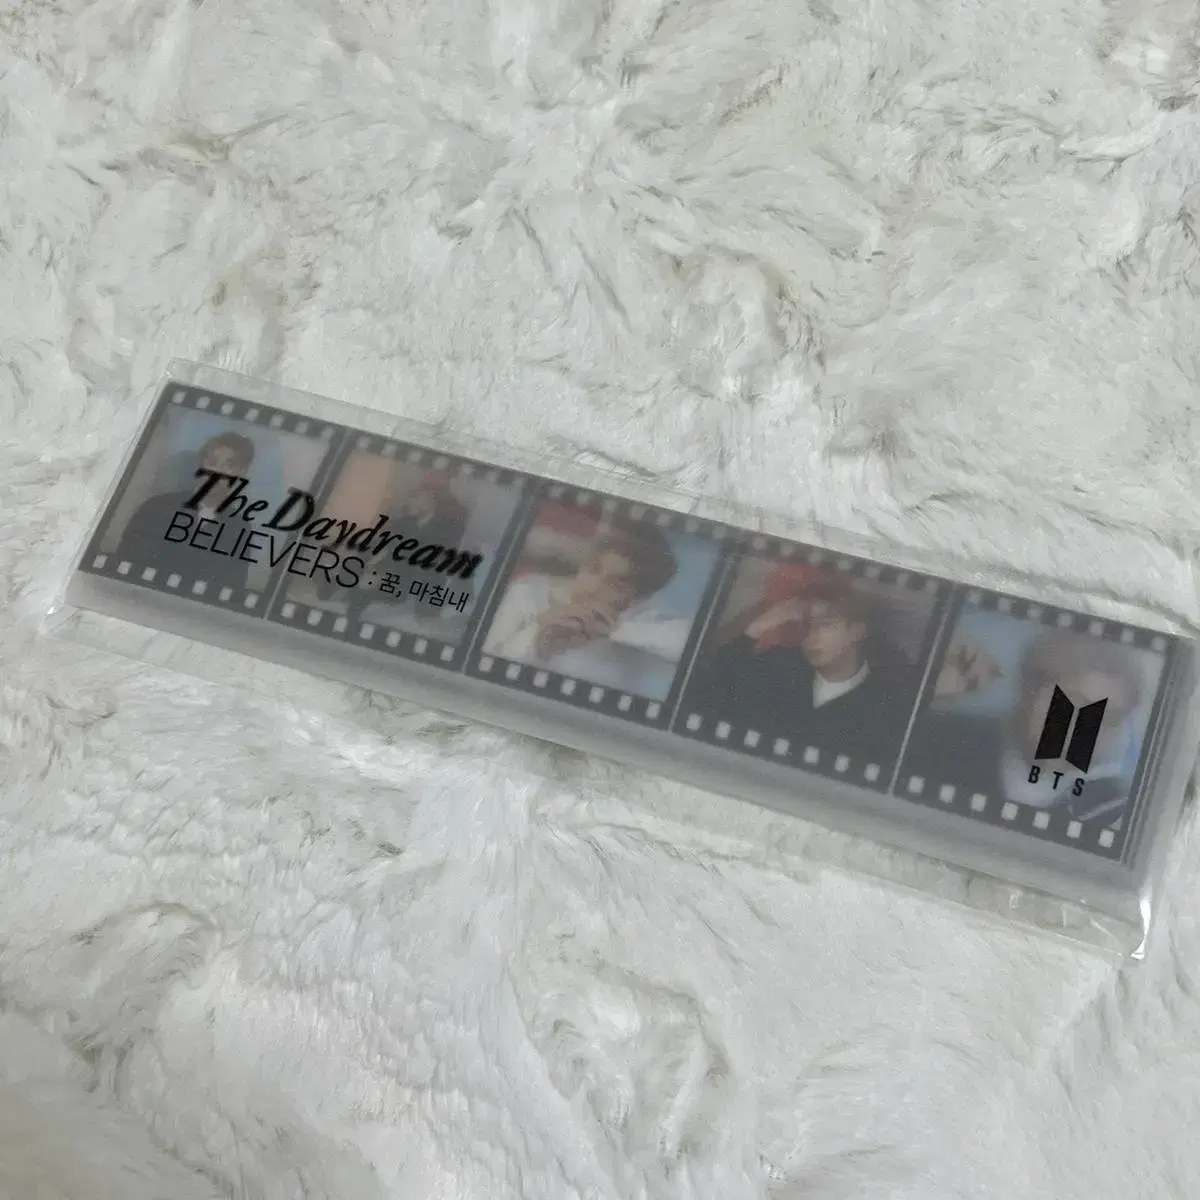 The Daydream
BELIEVERS : 꿈, 마침내
BTS